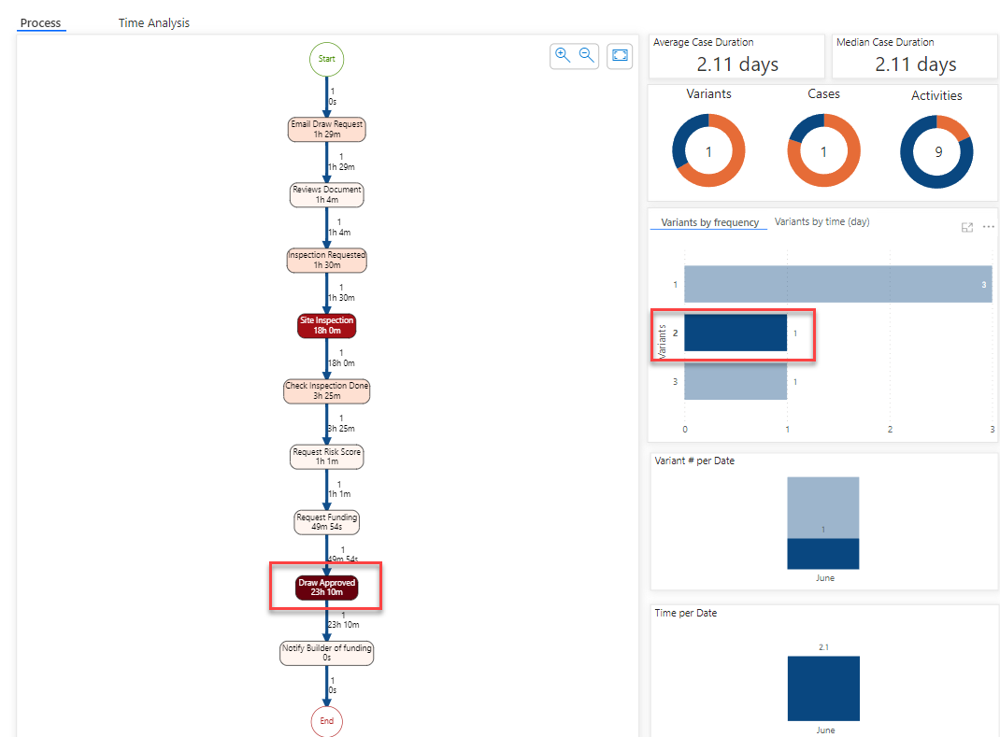 Process
Time Analysis
Start
1
0s
Email Draw Request
1h 29m
1
1h 29m
Reviews Document
1h 4m
1
1h 4m
Inspection Requested
1h 30m
1
1h 30m
Site Inspection
18h 0m
1
18h 0m
Check Inspection Done
3h 25m
1
3h 25m
Request Risk Score
1h 1m
1
1h 1m
Request Funding
49m 54s
1
49m 54s
Draw Approved
23h 10m
1
23h 10m
Notify Builder of funding
0s
1
0s
End
Average Case Duration
2.11 days
Median Case Duration
2.11 days
Variants
1
Cases
1
Activities
9
Variants by frequency
Variants by time (day)
Variants
1
3
2
1
3
1
0
1
2
3
Variant # per Date
1
June
Time per Date
2.1
June